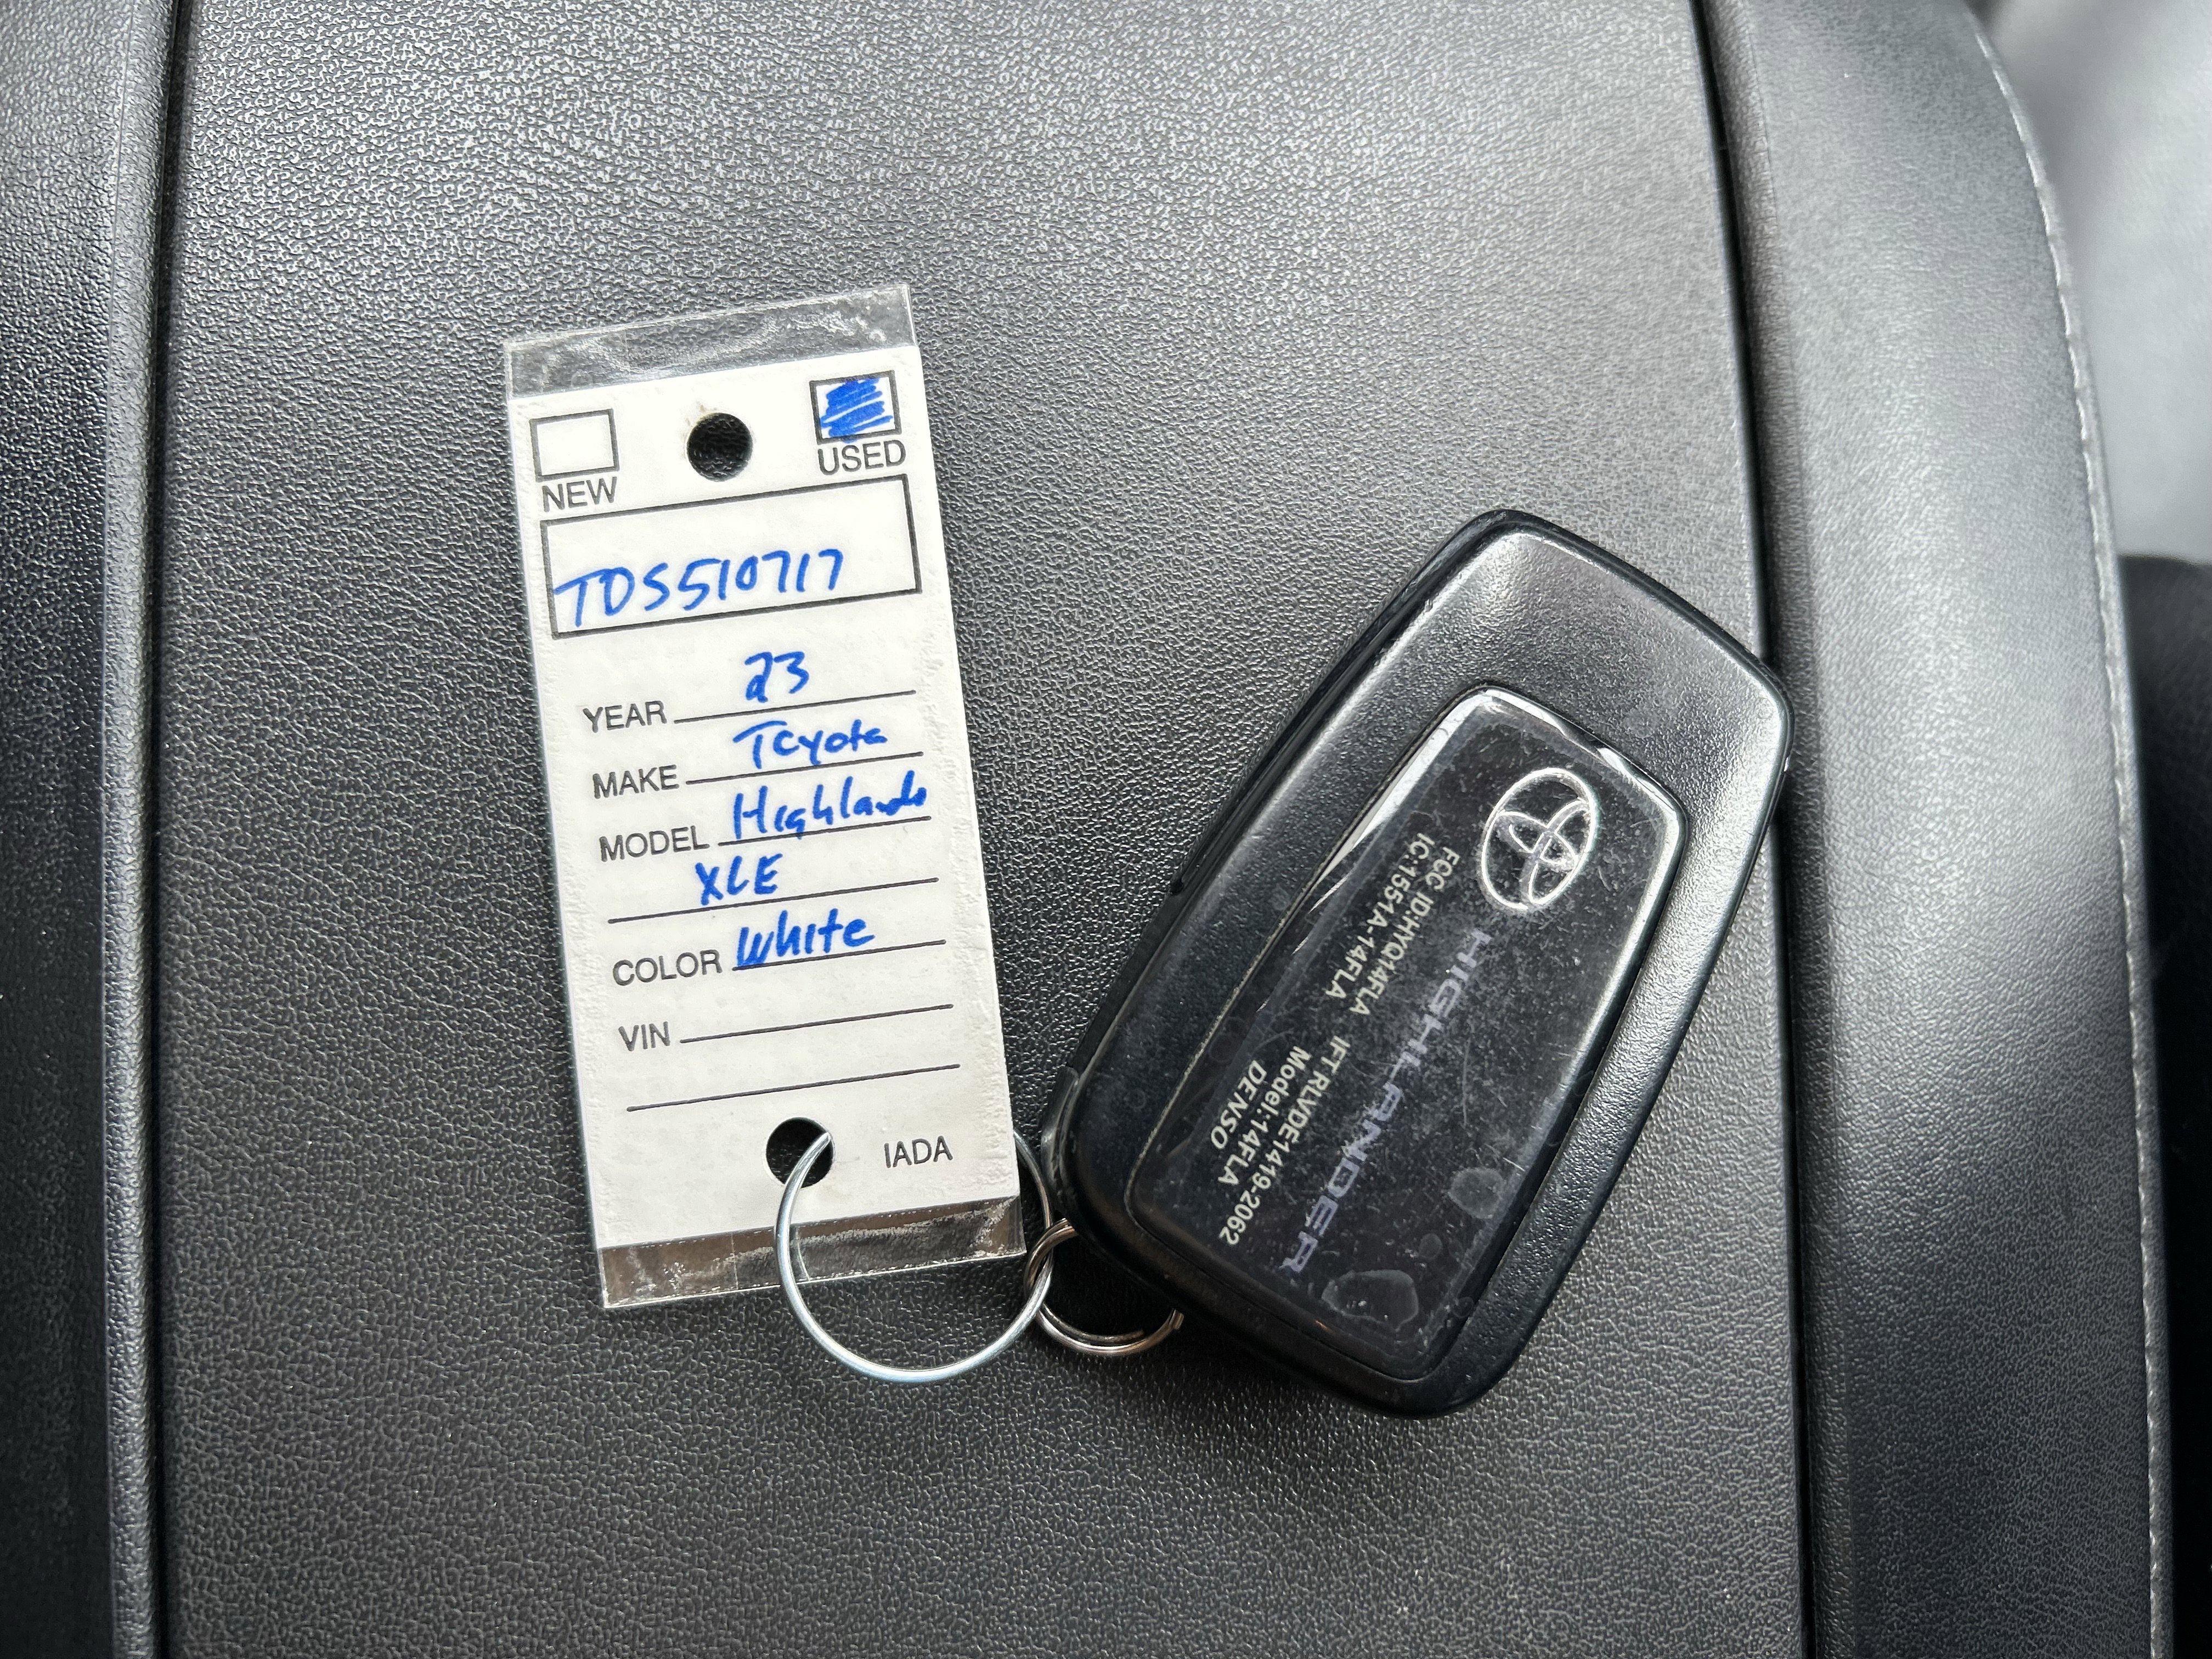 NEW
USED
TDS510717
YEAR 23
MAKE Toyota
MODEL Highlander
XLE
COLOR White
VIN
IADA
HIGHLANDER
FCC ID:HYQ14FLA IFT RLVDE1419-2062
IC:1551A-14FLA Model:14FLA
DENSO